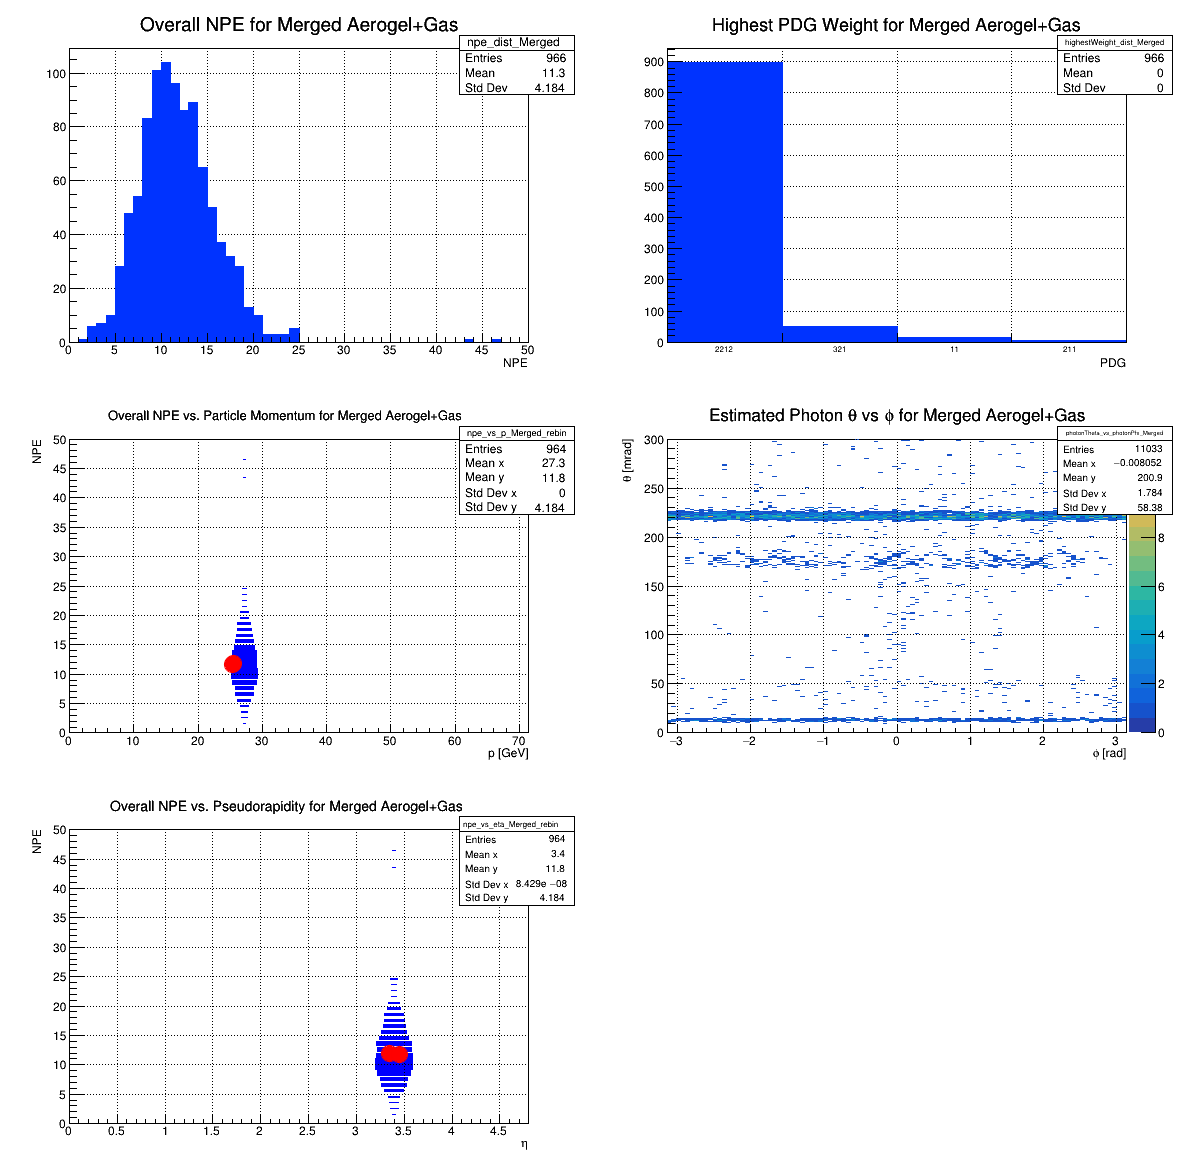 Overall NPE for Merged Aerogel+Gas
npe_dist_Merged
Entries 966
Mean 11.3
Std Dev 4.184
100
80
60
40
20
0
0 5 10 15 20 25 30 35 40 45 50
NPE
Highest PDG Weight for Merged Aerogel+Gas
highestWeight_dist_Merged
Entries 966
Mean 0
Std Dev 0
900
800
700
600
500
400
300
200
100
0
2212 321 11 211
PDG
Overall NPE vs. Particle Momentum for Merged Aerogel+Gas
NPE
npe_vs_p_Merged_rebin
Entries 964
Mean x 27.3
Mean y 11.8
Std Dev x 0
Std Dev y 4.184
50
45
40
35
30
25
20
15
10
5
0
0 10 20 30 40 50 60 70
p [GeV]
Estimated Photon θ vs ϕ for Merged Aerogel+Gas
θ [mrad]
photonTheta_vs_photonPhi_Merged
Entries 11033
Mean x −0.008052
Mean y 200.9
Std Dev x 1.784
Std Dev y 58.38
300
250
200
150
100
50
0
−3 −2 −1 0 1 2 3
ϕ [rad]
8
6
4
2
0
Overall NPE vs. Pseudorapidity for Merged Aerogel+Gas
NPE
npe_vs_eta_Merged_rebin
Entries 964
Mean x 3.4
Mean y 11.8
Std Dev x 8.429e −08
Std Dev y 4.184
50
45
40
35
30
25
20
15
10
5
0
0 0.5 1 1.5 2 2.5 3 3.5 4 4.5
η